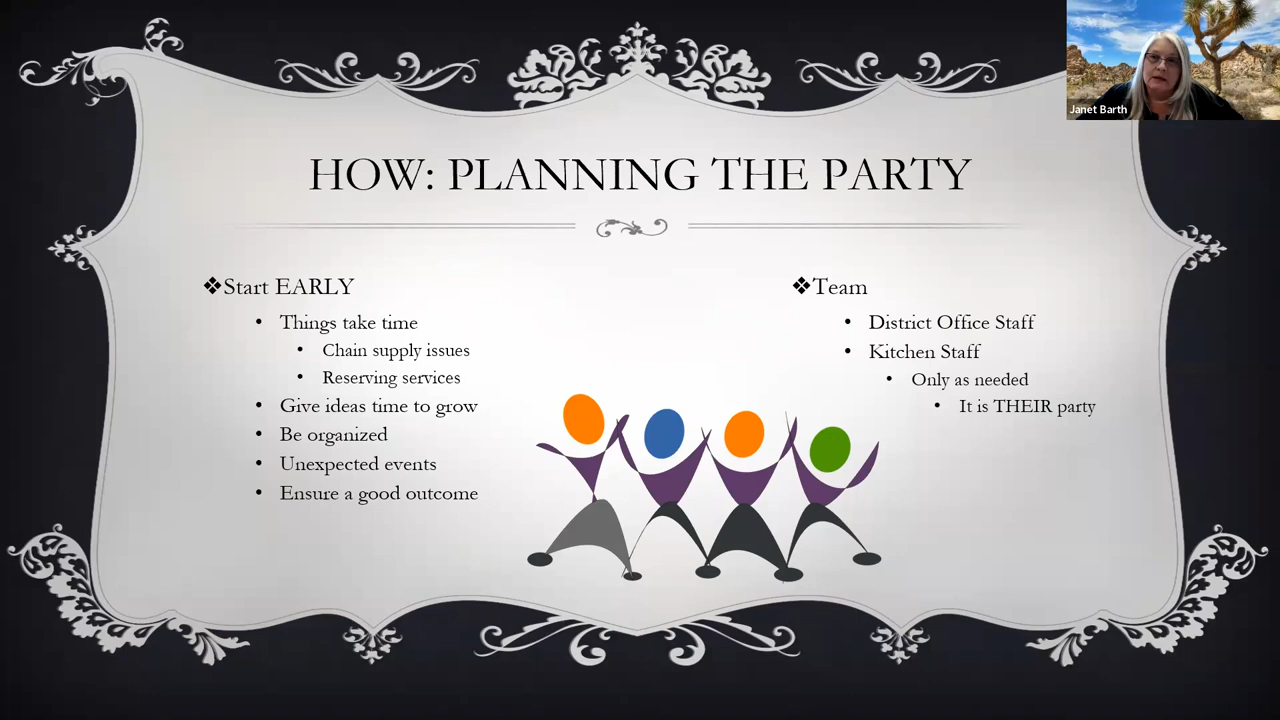 Janet Barth
HOW: PLANNING THE PARTY
❖Start EARLY
• Things take time
• Chain supply issues
• Reserving services
• Give ideas time to grow
• Be organized
• Unexpected events
• Ensure a good outcome
❖Team
• District Office Staff
• Kitchen Staff
• Only as needed
• It is THEIR party